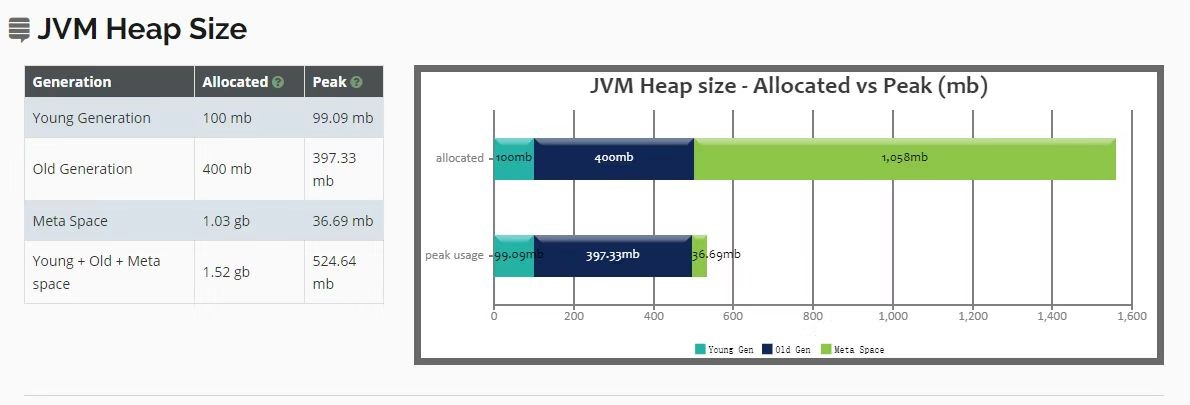 JVM Heap Size
Generation Allocated Peak
Young Generation 100 mb 99.09 mb
Old Generation 400 mb 397.33
mb
Meta Space 1.03 gb 36.69 mb
Young + Old + Meta
space 1.52 gb 524.64
mb
JVM Heap size - Allocated vs Peak (mb)
allocated 100mb 400mb 1,058mb
peak usage 99.09mb 397.33mb 36.69mb
0 200 400 600 800 1,000 1,200 1,400 1,600
Young Gen Old Gen Meta Space